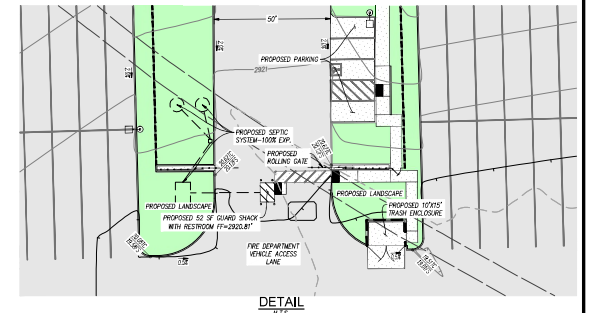 50'
PROPOSED PARKING
2921
PROPOSED SEPTIC
SYSTEM-100% EXP.
PROPOSED
ROLLING GATE
PROPOSED LANDSCAPE
PROPOSED LANDSCAPE
PROPOSED 52 SF GUARD SHACK
WITH RESTROOM FF=2920.81'
PROPOSED 10'X15'
TRASH ENCLOSURE
FIRE DEPARTMENT
VEHICLE ACCESS
LANE
DETAIL
N.T.S.